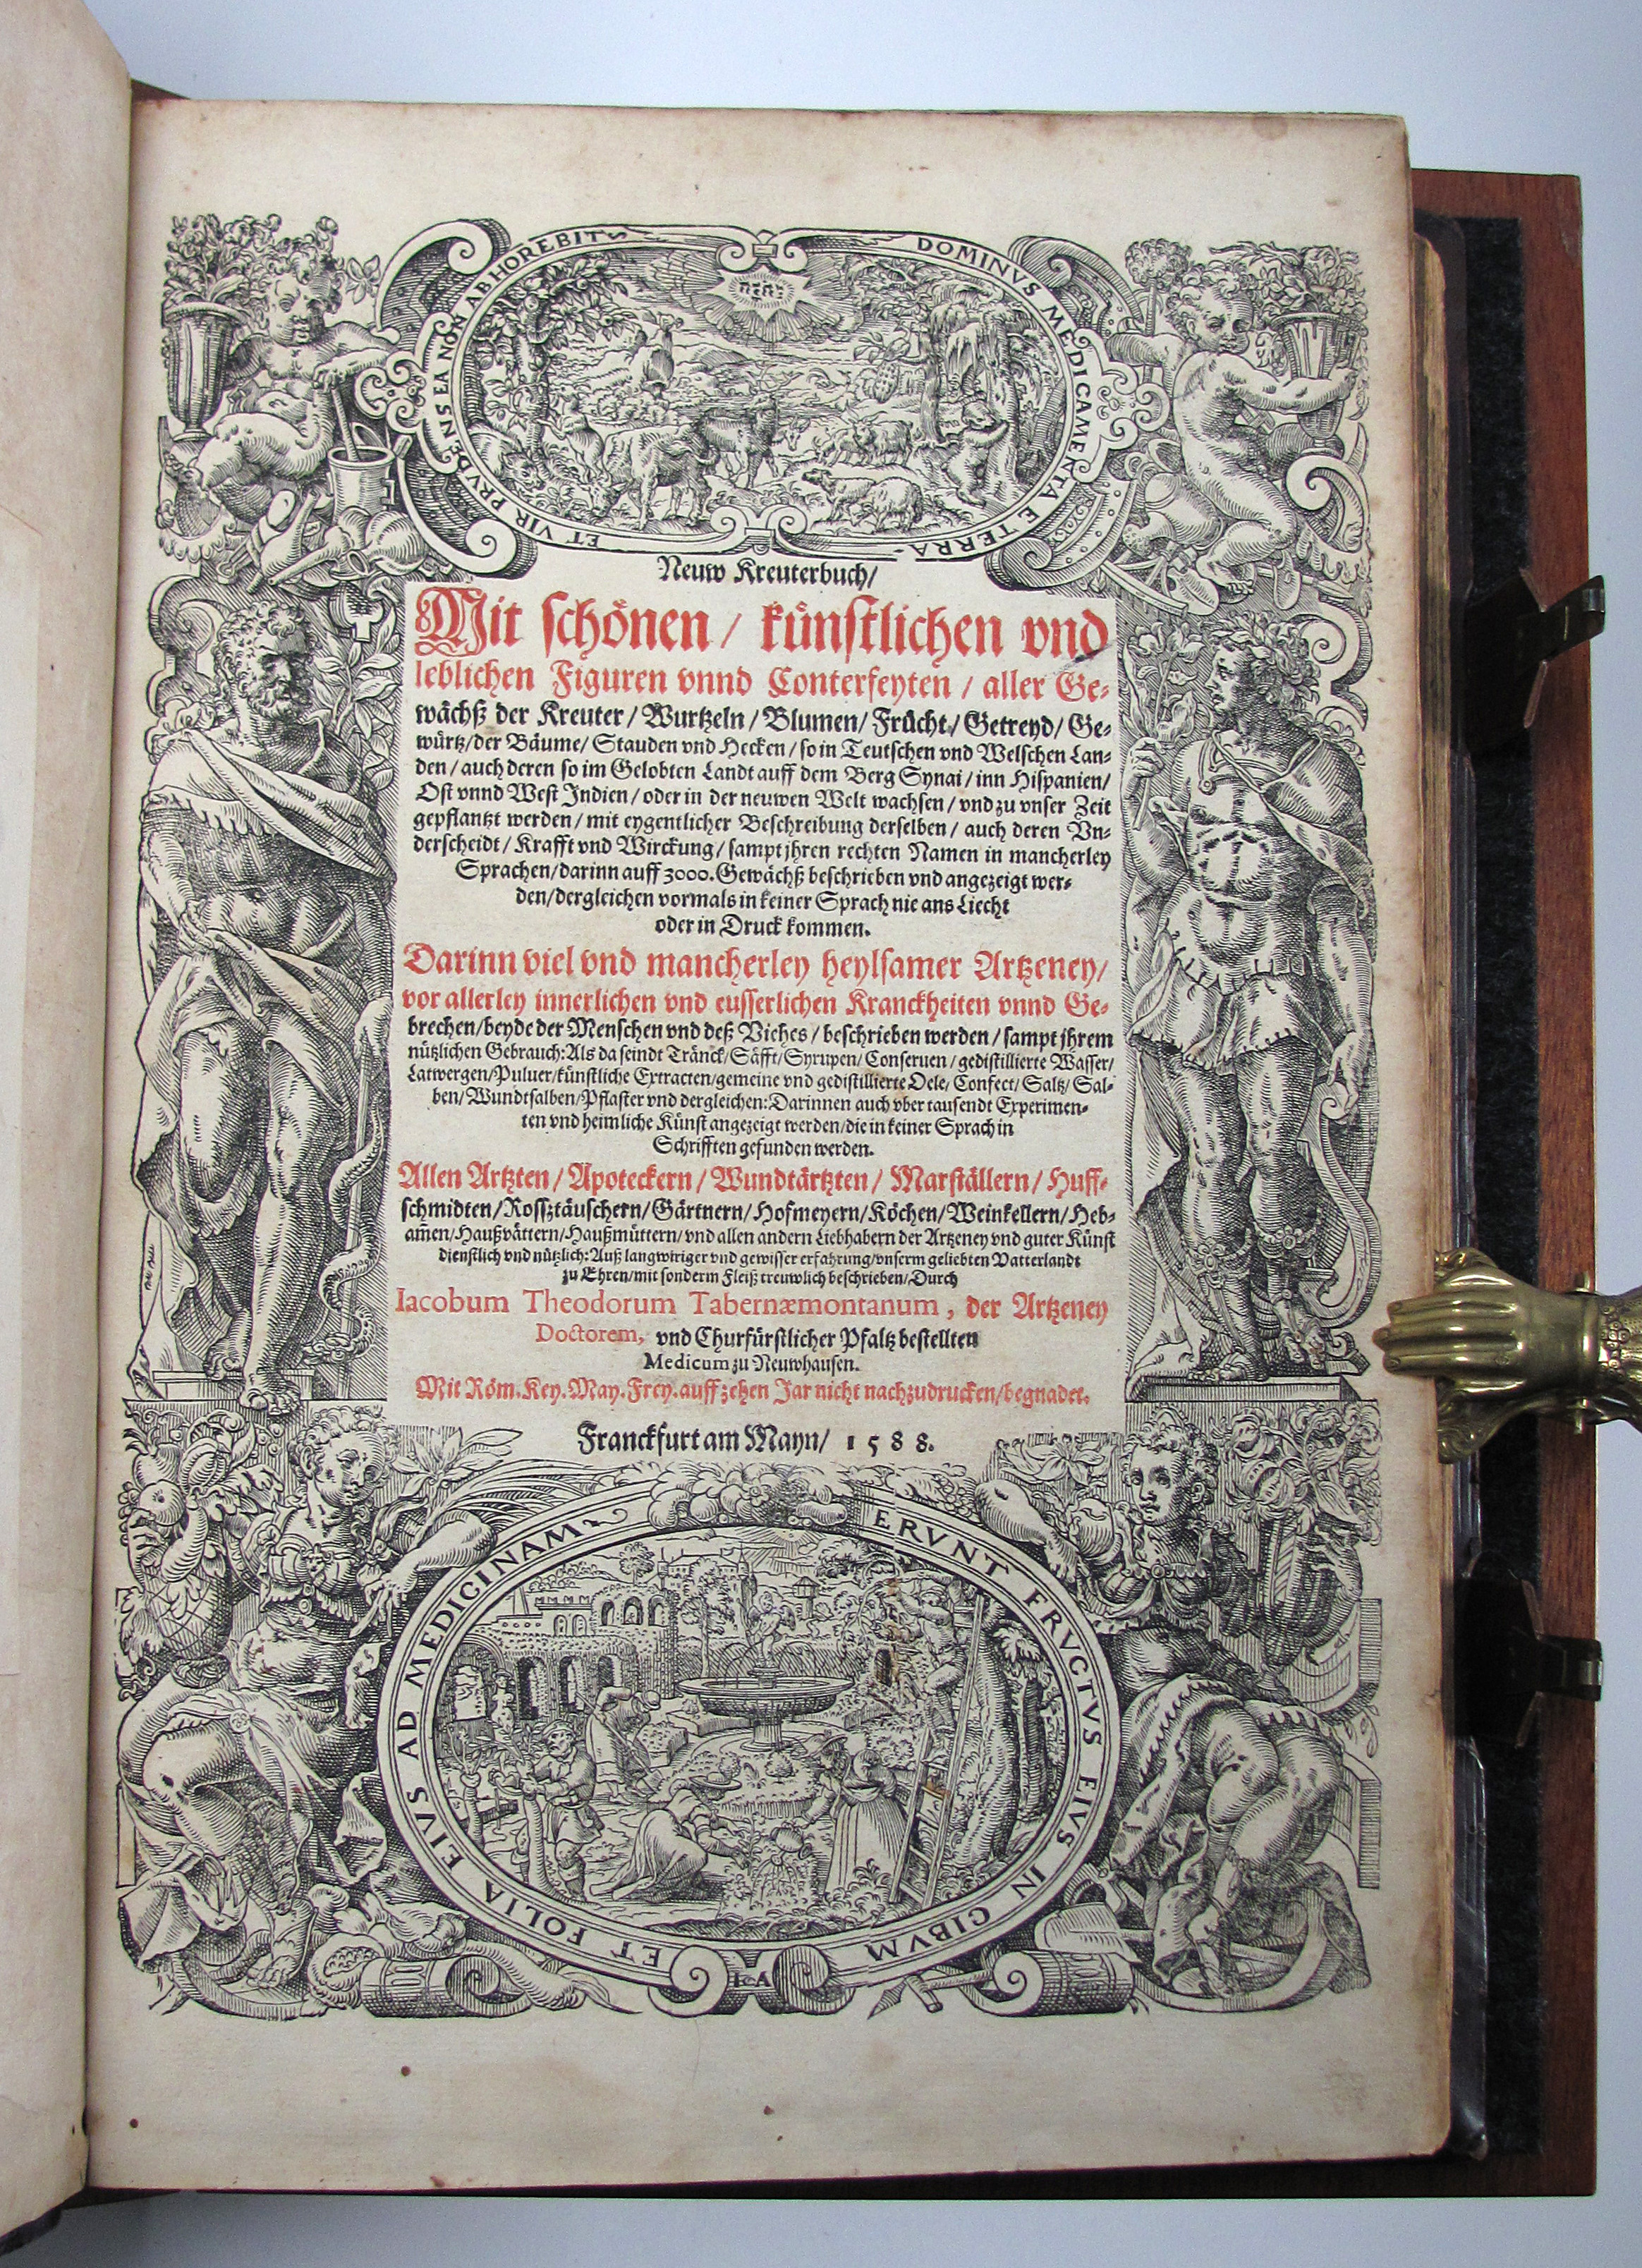 DOMINVS MEDICAMENTA E TERRA
ET VIR PRVDENS EA NON ABHOREBIT
יהוה
Neuw Kreuterbuch/
Mit schönen / künstlichen vnd
leblichen Figuren vnnd Conterfeyten / aller Ge-
wächß der Kreuter / Wurtzeln / Blumen / Frücht / Getreyd / Ge-
würtz / der Bäume / Stauden vnd Hecken / so in Teutschen vnd Welschen Lan-
den / auch deren so im Gelobten Landt auff dem Berg Synai / inn Hispanien /
Ost vnnd West Indien / oder in der neuwen Welt wachsen / vnd zu vnser Zeit
gepflantzt werden / mit eygentlicher Beschreibung derselben / auch deren Vn-
derscheidt / Krafft vnd Wirckung / sampt jhren rechten Namen in mancherley
Sprachen / darinn auff 3000. Gewächß beschrieben vnd angezeigt wer-
den / dergleichen vormals in keiner Sprach nie ans Liecht
oder in Druck kommen.
Darinn viel vnd mancherley heylsamer Artzeney /
vor allerley innerlichen vnd eusserlichen Kranckheiten vnnd Ge-
brechen / beyde der Menschen vnd deß Viehes / beschrieben werden / sampt jhrem
nützlichen Gebrauch: Als da seindt Tränck / Säfft / Syrupen / Conseruen / gedistillierte Wasser /
Latwergen / Puluer / künstliche Extracten / gemeine vnd gedistillierte Oele / Confect / Saltz / Sal-
ben / Wundtsalben / Pflaster vnd dergleichen: Darinnen auch vber tausendt Experimen-
ten vnd heimliche Künst angezeigt werden / die in keiner Sprach in
Schrifften gefunden werden.
Allen Artzten / Apoteckern / Wundtärtzten / Marställern / Huff-
schmidten / Rossztäuschern / Gärtnern / Hofmeyern / Köchen / Weinkellern / Heb-
am̃en / Haußvättern / Haußmüttern / vnd allen andern Liebhabern der Artzeney vnd guter Künst
dienstlich vnd nützlich: Auß langwiriger vnd gewisser erfahrung / vnserm geliebten Vatterlandt
zu Ehren / mit sonderm Fleiß treuwlich beschrieben / Durch
Iacobum Theodorum Tabernæmontanum, der Artzeney
Doctorem, vnd Churfürstlicher Pfaltz bestellten
Medicum zu Neuwhausen.
Mit Röm. Key. May. Frey. auff zehen Jar nicht nachzudrucken / begnadet.
Franckfurt am Mayn / 1588.
ERVNT FRVCTVS EIVS IN CIBVM
ET FOLIA EIVS AD MEDICINAM